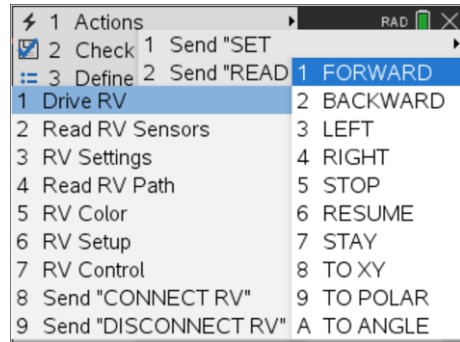 1 Actions
RAD
2 Check
3 Define
1 Send "SET
2 Send "READ
1 Drive RV
2 Read RV Sensors
3 RV Settings
4 Read RV Path
5 RV Color
6 RV Setup
7 RV Control
8 Send "CONNECT RV"
9 Send "DISCONNECT RV"
1 FORWARD
2 BACKWARD
3 LEFT
4 RIGHT
5 STOP
6 RESUME
7 STAY
8 TO XY
9 TO POLAR
A TO ANGLE